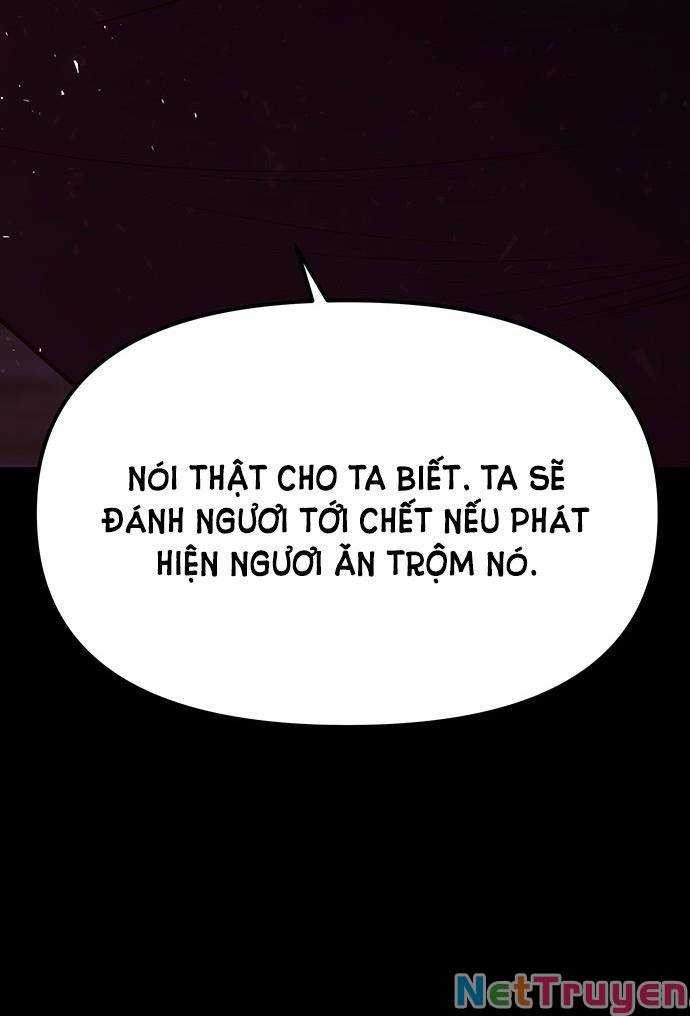 NÓI THẬT CHO TA BIẾT. TA SẼ
ĐÁNH NGƯƠI TỚI CHẾT NẾU PHÁT
HIỆN NGƯƠI ĂN TRỘM NÓ.
NetTruyen